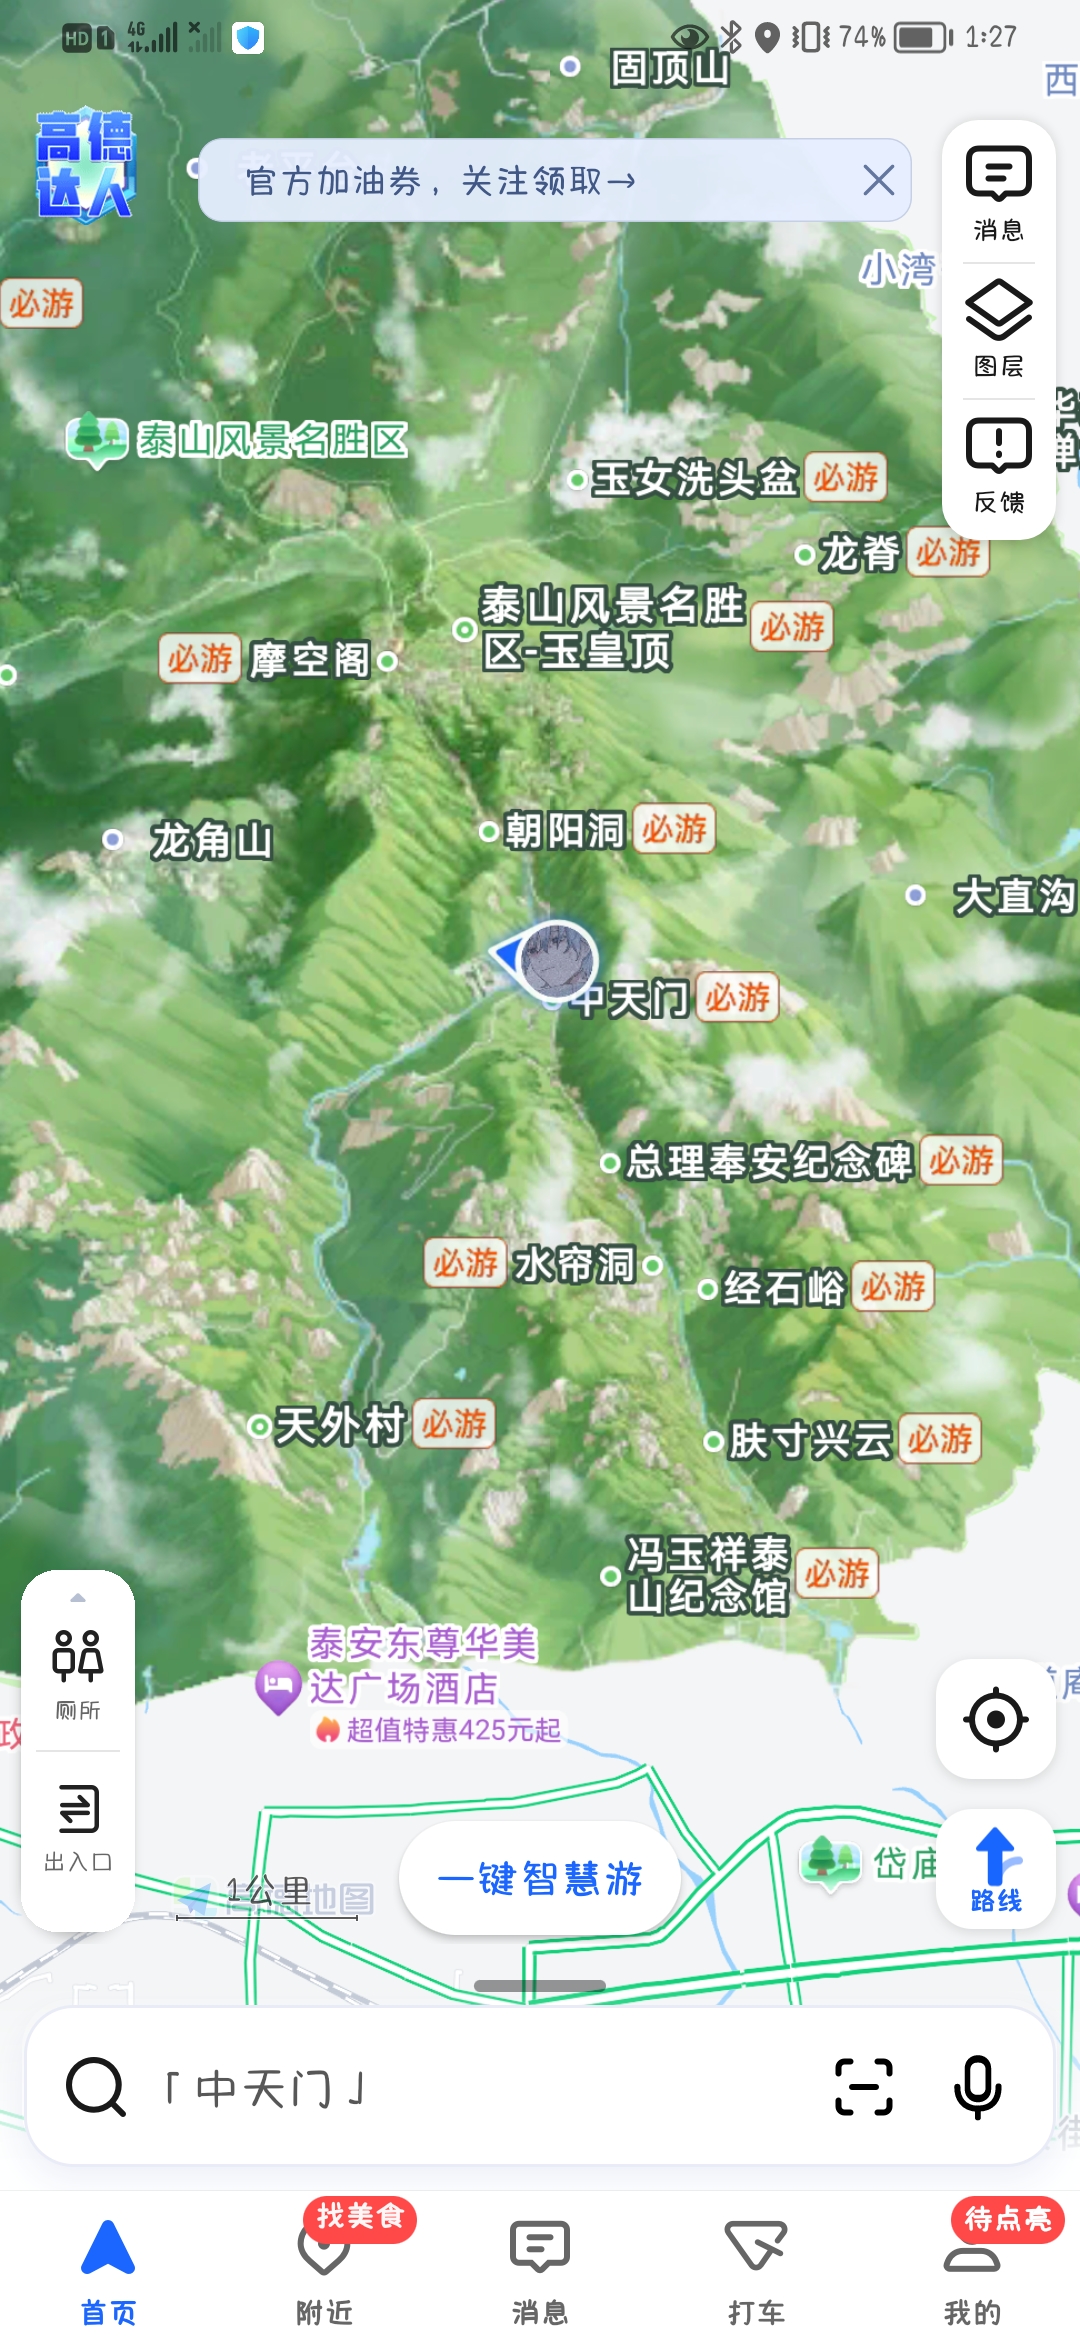 HD 1 4G 74% 1:27
固顶山
西
高德
达人
官方加油券，关注领取→
消息
小湾
必游
图层
泰山风景名胜区
玉女洗头盆 必游
反馈
龙脊 必游
泰山风景名胜
区-玉皇顶 必游
必游 摩空阁
朝阳洞 必游
龙角山
大直沟
中天门 必游
总理奉安纪念碑 必游
必游 水帘洞
经石峪 必游
天外村 必游
肤寸兴云 必游
冯玉祥泰
山纪念馆 必游
泰安东尊华美
达广场酒店
超值特惠425元起
厕所
出入口
1公里
地图
一键智慧游
岱庙
路线
「中天门」
找美食
待点亮
首页
附近
消息
打车
我的